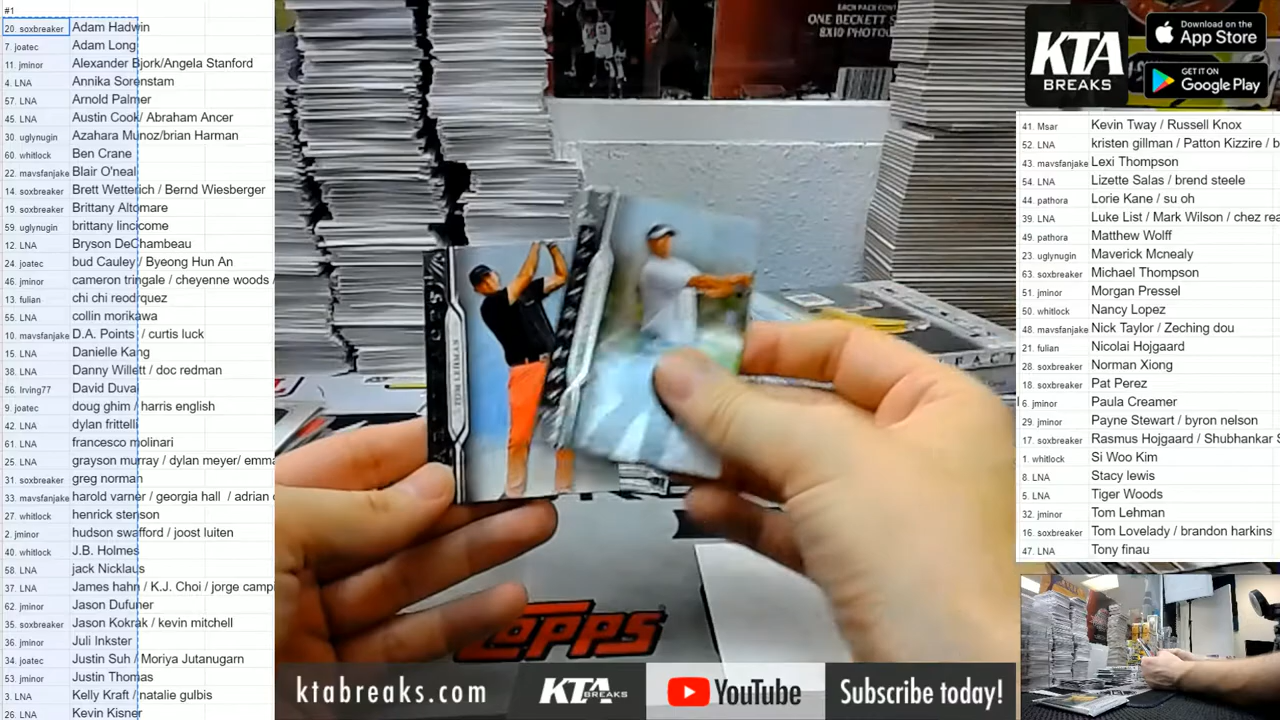 #1
20. soxbreaker Adam Hadwin
7. joatec Adam Long
11. jminor Alexander Bjork/Angela Stanford
4. LNA Annika Sorenstam
57. LNA Arnold Palmer
45. LNA Austin Cook/ Abraham Ancer
30. uglynugin Azahara Munoz/brian Harman
60. whitlock Ben Crane
22. mavsfanjake Blair O'neal
14. soxbreaker Brett Wetterich / Bernd Wiesberger
19. soxbreaker Brittany Altomare
59. uglynugin brittany lincicome
12. LNA Bryson DeChambeau
24. joatec bud Cauley / Byeong Hun An
46. jminor cameron tringale / cheyenne woods /
13. fulian chi chi reodrquez
55. LNA collin morikawa
10. mavsfanjake D.A. Points / curtis luck
15. LNA Danielle Kang
38. LNA Danny Willett / doc redman
56. Irving77 David Duval
9. joatec doug ghim / harris english
42. LNA dylan frittelli
61. LNA francesco molinari
25. LNA grayson murray / dylan meyer/ emma
31. soxbreaker greg norman
33. mavsfanjake harold varner / georgia hall / adrian
27. whitlock henrick stenson
2. jminor hudson swafford / joost luiten
40. whitlock J.B. Holmes
58. LNA jack Nicklaus
37. LNA James hahn / K.J. Choi / jorge camp
62. jminor Jason Dufuner
35. soxbreaker Jason Kokrak / kevin mitchell
36. jminor Juli Inkster
34. joatec Justin Suh / Moriya Jutanugarn
53. jminor Justin Thomas
3. LNA Kelly Kraft / natalie gulbis
26. LNA Kevin Kisner
EACH PACK CON
ONE BECKETT S
8X10 PHOTO
TOM LEHMAN
TOPPS
KTA
BREAKS
Download on the
App Store
GET IT ON
Google Play
41. Msar Kevin Tway / Russell Knox
52. LNA kristen gillman / Patton Kizzire / b
43. mavsfanjake Lexi Thompson
54. LNA Lizette Salas / brend steele
44. pathora Lorie Kane / su oh
39. LNA Luke List / Mark Wilson / chez re
49. pathora Matthew Wolff
23. uglynugin Maverick Mcnealy
63. soxbreaker Michael Thompson
51. jminor Morgan Pressel
50. whitlock Nancy Lopez
48. mavsfanjake Nick Taylor / Zeching dou
21. fulian Nicolai Hojgaard
28. soxbreaker Norman Xiong
18. soxbreaker Pat Perez
6. jminor Paula Creamer
29. jminor Payne Stewart / byron nelson
17. soxbreaker Rasmus Hojgaard / Shubhankar S
1. whitlock Si Woo Kim
8. LNA Stacy lewis
5. LNA Tiger Woods
32. jminor Tom Lehman
16. soxbreaker Tom Lovelady / brandon harkins
47. LNA Tony finau
ktabreaks.com
KTA
BREAKS
YouTube
Subscribe today!